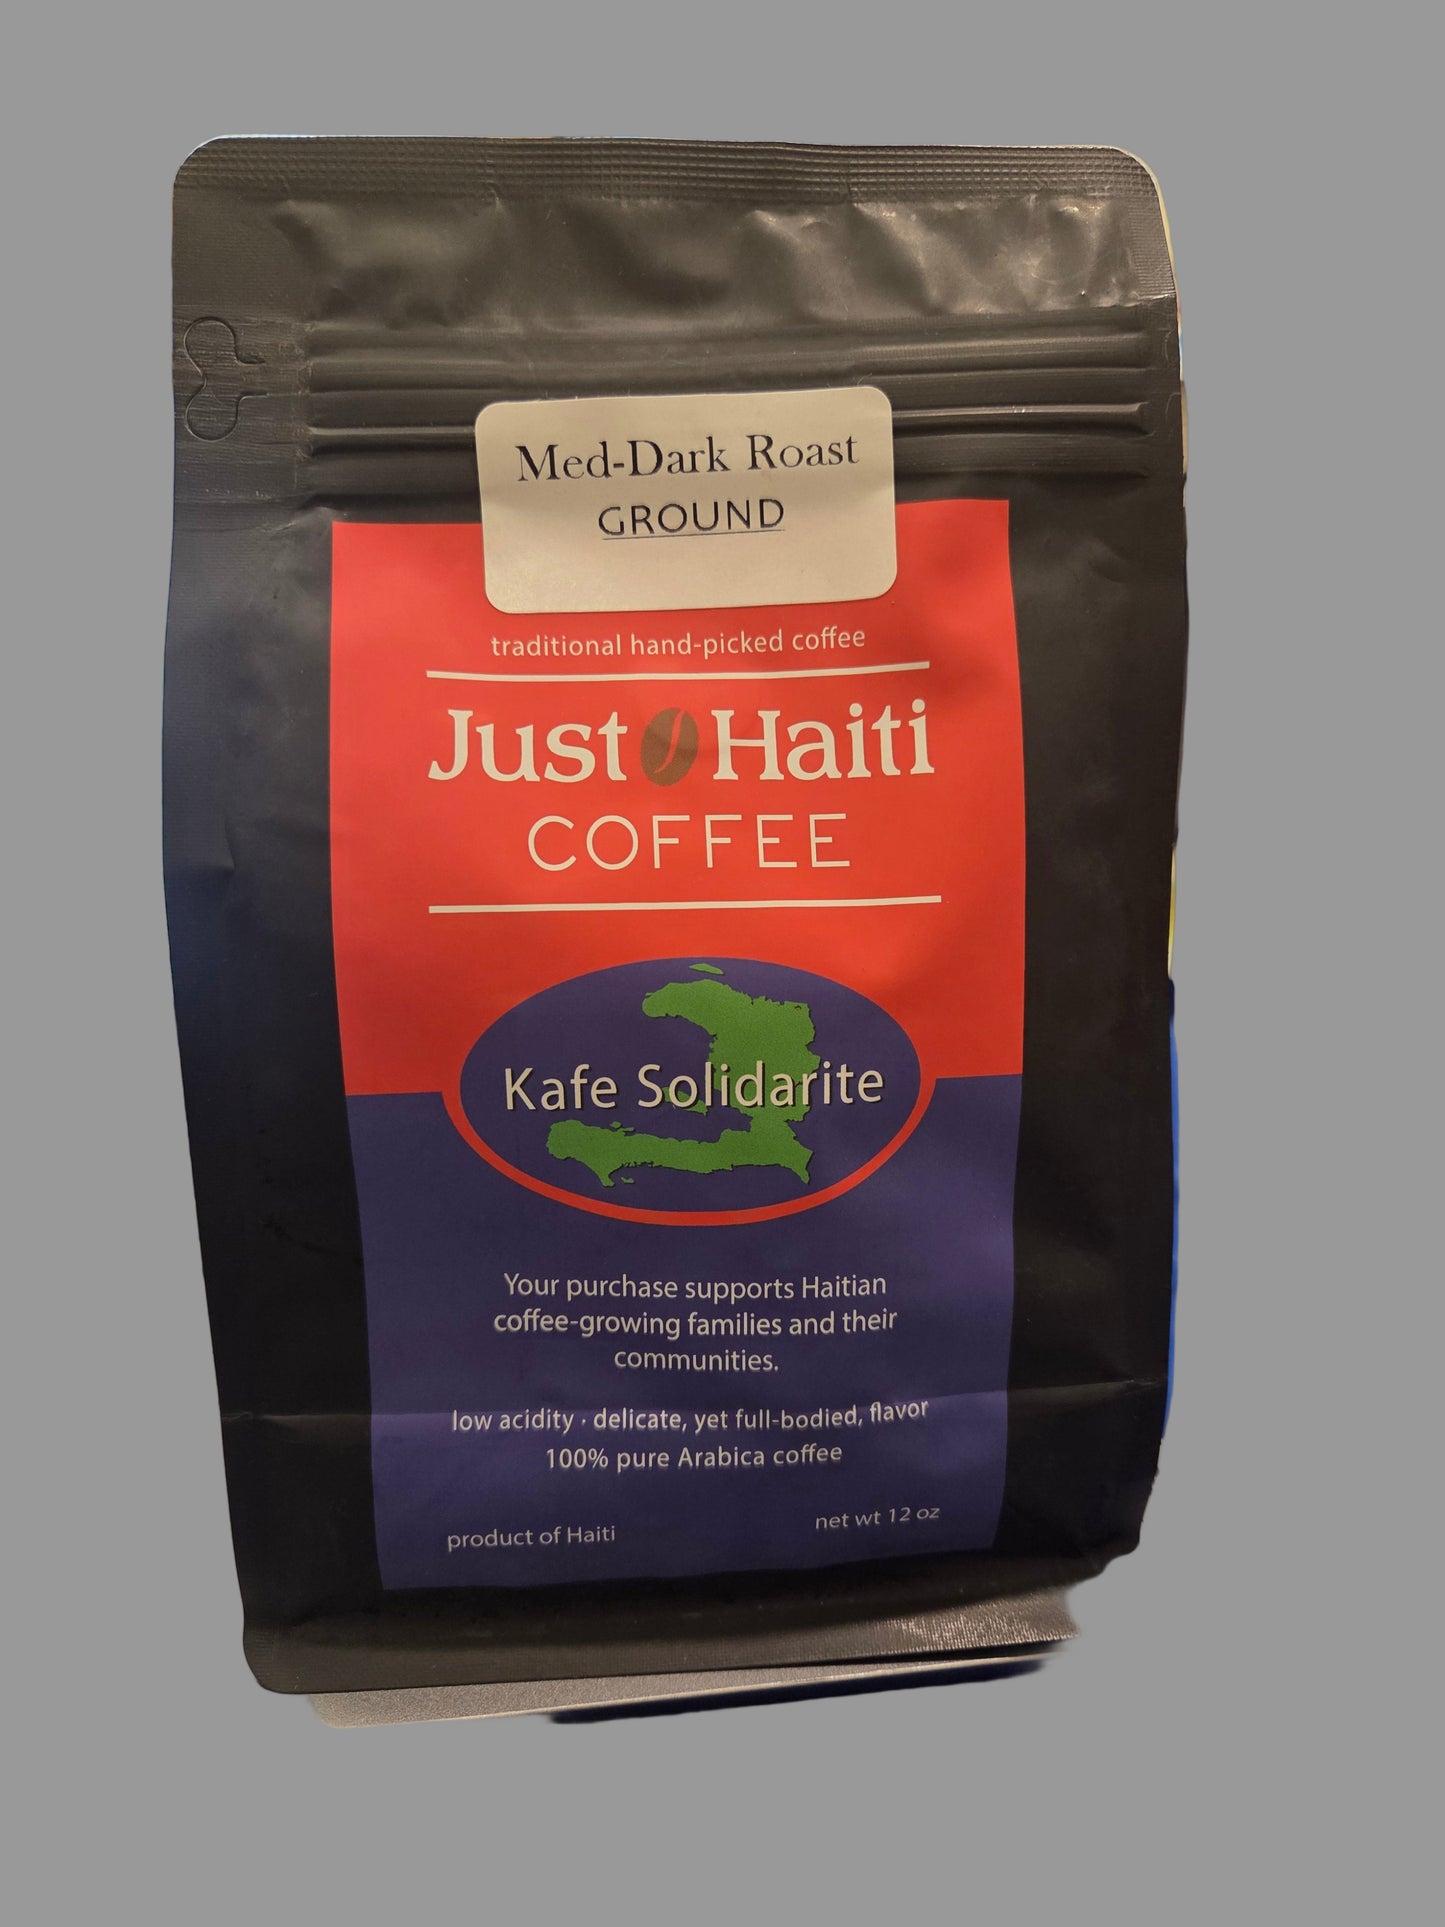 Med-Dark Roast
GROUND
traditional hand-picked coffee
Just Haiti
COFFEE
Kafe Solidarite
Your purchase supports Haitian
coffee-growing families and their
communities.
low acidity · delicate, yet full-bodied, flavor
100% pure Arabica coffee
product of Haiti
net wt 12 oz